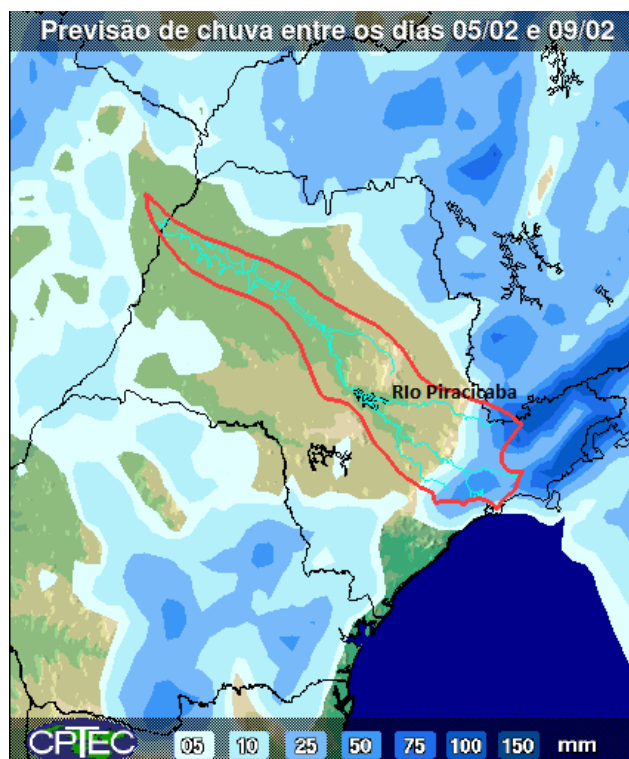 Previsão de chuva entre os dias 05/02 e 09/02
RIo Piracicaba
CPTEC 05 10 25 50 75 100 150 mm